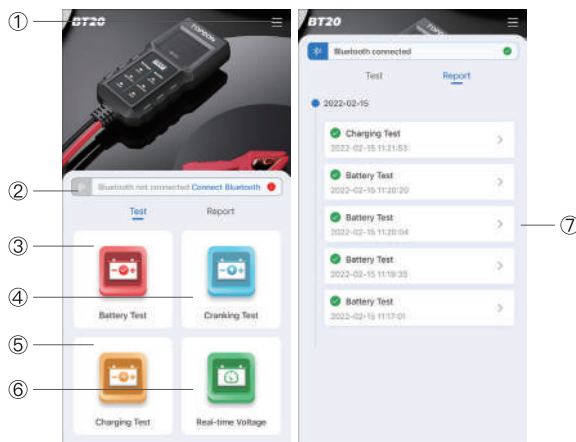 ①
BT20
TOPDON
②
Bluetooth not connected Connect Bluetooth
Test Report
③
④
Battery Test Cranking Test
⑤
⑥
Charging Test Real-time Voltage
BT20
Bluetooth connected
Test Report
2022-02-15
Charging Test
2022-02-15 11:21:53
Battery Test
2022-02-15 11:20:20
Battery Test
2022-02-15 11:20:04
⑦
Battery Test
2022-02-15 11:19:35
Battery Test
2022-02-15 11:17:01